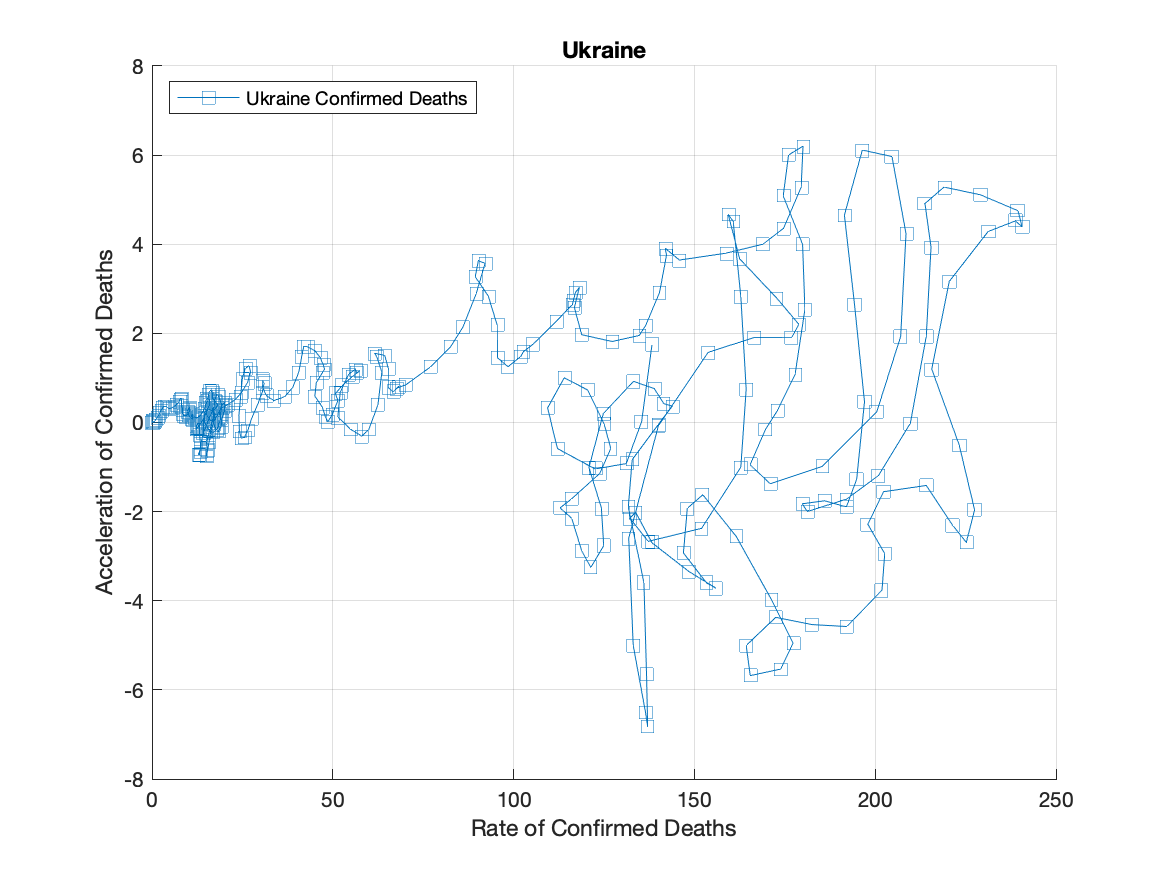 Ukraine
8
Ukraine Confirmed Deaths
6
4
2
0
-2
-4
-6
-8
Acceleration of Confirmed Deaths
0 50 100 150 200 250
Rate of Confirmed Deaths